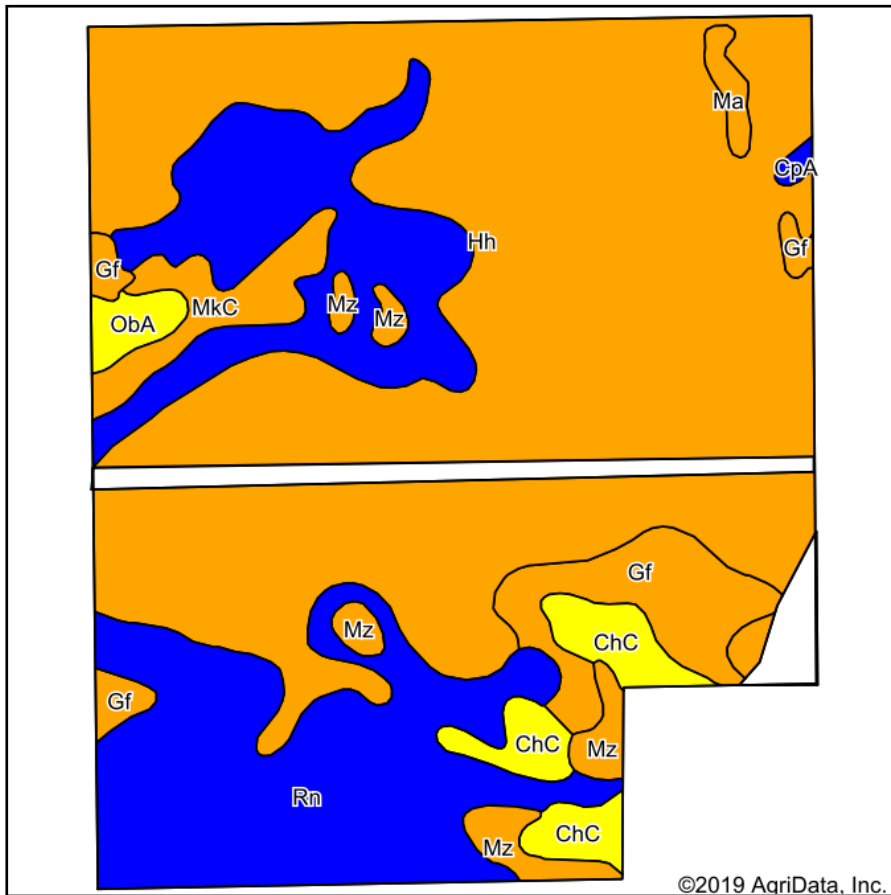 Ma
CpA
Hh
Gf
Gf
MkC
Mz
Mz
ObA
Gf
Mz
ChC
Gf
ChC
Mz
Rn
ChC
Mz
©2019 AgriData, Inc.